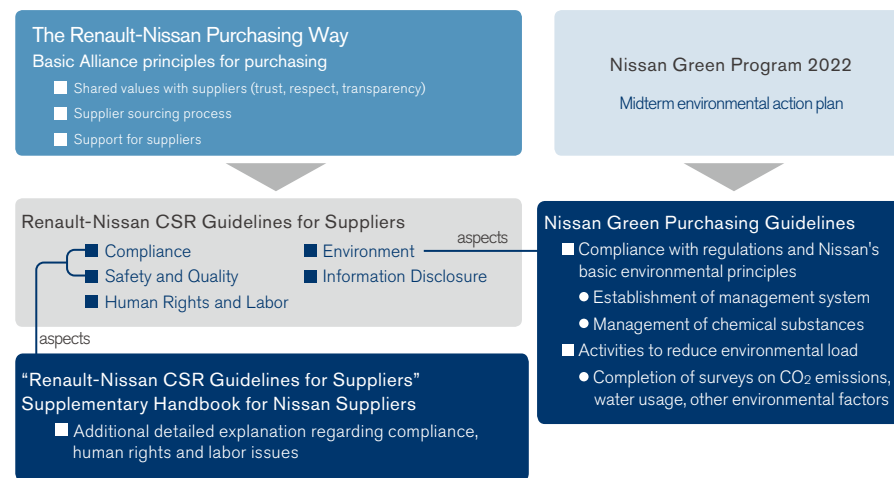 The Renault-Nissan Purchasing Way
Basic Alliance principles for purchasing
Shared values with suppliers (trust, respect, transparency)
Supplier sourcing process
Support for suppliers
Nissan Green Program 2022
Midterm environmental action plan
Renault-Nissan CSR Guidelines for Suppliers
Compliance
Safety and Quality
Human Rights and Labor
Environment
Information Disclosure
aspects
aspects
“Renault-Nissan CSR Guidelines for Suppliers”
Supplementary Handbook for Nissan Suppliers
Additional detailed explanation regarding compliance,
human rights and labor issues
Nissan Green Purchasing Guidelines
Compliance with regulations and Nissan's
basic environmental principles
Establishment of management system
Management of chemical substances
Activities to reduce environmental load
Completion of surveys on CO2 emissions,
water usage, other environmental factors